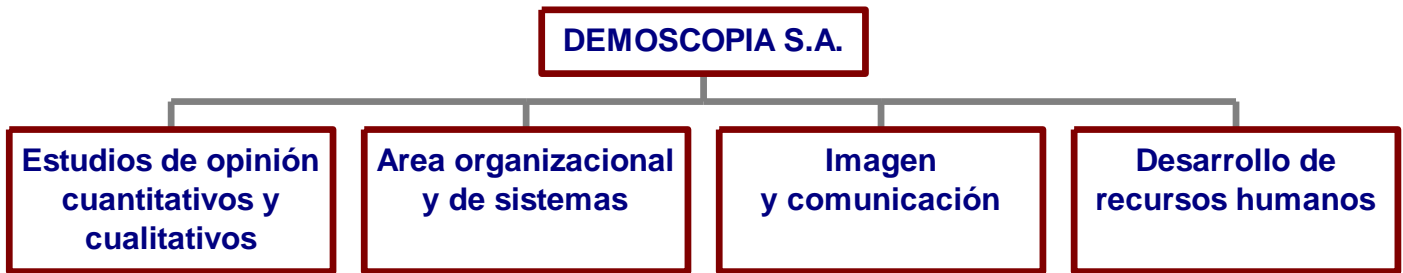 DEMOSCOPIA S.A.
Estudios de opinión
cuantitativos y
cualitativos
Area organizacional
y de sistemas
Imagen
y comunicación
Desarrollo de
recursos humanos